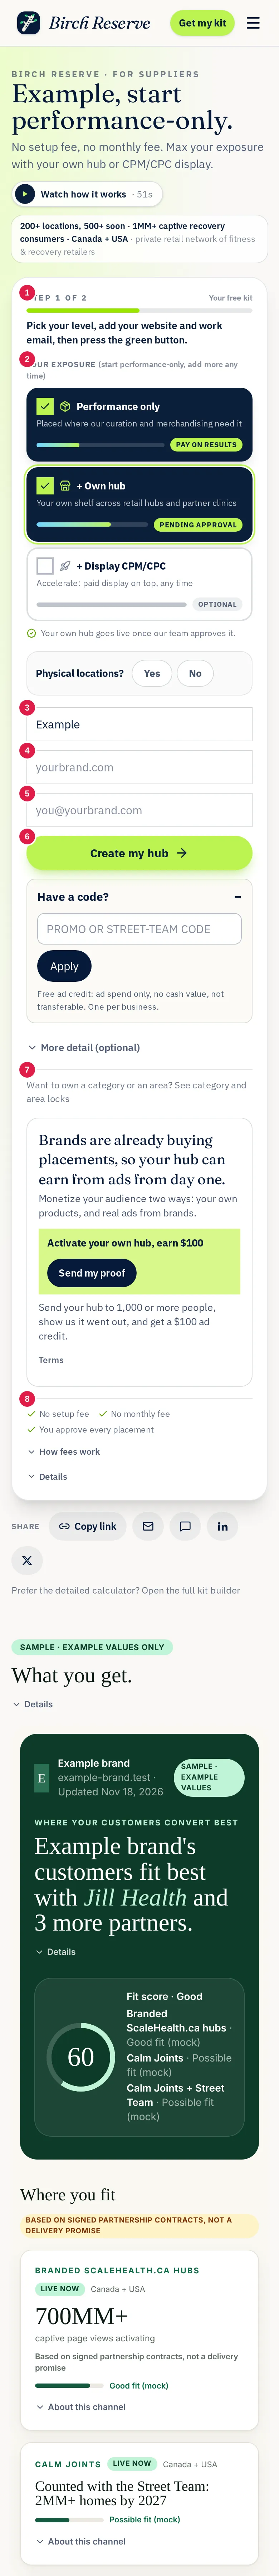 Birch Reserve
Get my kit
BIRCH RESERVE · FOR SUPPLIERS
Example, start
performance-only.
No setup fee, no monthly fee. Max your exposure
with your own hub or CPM/CPC display.
Watch how it works · 51s
200+ locations, 500+ soon · 1MM+ captive recovery
consumers · Canada + USA · private retail network of fitness
& recovery retailers
1
STEP 1 OF 2
Your free kit
Pick your level, add your website and work
email, then press the green button.
2
YOUR EXPOSURE (start performance-only, add more any
time)
Performance only
Placed where our curation and merchandising need it
PAY ON RESULTS
+ Own hub
Your own shelf across retail hubs and partner clinics
PENDING APPROVAL
+ Display CPM/CPC
Accelerate: paid display on top, any time
OPTIONAL
Your own hub goes live once our team approves it.
Physical locations?
Yes
No
3
Example
4
yourbrand.com
5
you@yourbrand.com
6
Create my hub
Have a code?
−
PROMO OR STREET-TEAM CODE
Apply
Free ad credit: ad spend only, no cash value, not
transferable. One per business.
More detail (optional)
7
Want to own a category or an area? See category and
area locks
Brands are already buying
placements, so your hub can
earn from ads from day one.
Monetize your audience two ways: your own
products, and real ads from brands.
Activate your own hub, earn $100
Send my proof
Send your hub to 1,000 or more people,
show us it went out, and get a $100 ad
credit.
Terms
8
No setup fee
No monthly fee
You approve every placement
How fees work
Details
SHARE
Copy link
in
X
Prefer the detailed calculator? Open the full kit builder
SAMPLE · EXAMPLE VALUES ONLY
What you get.
Details
E
Example brand
example-brand.test ·
Updated Nov 18, 2026
SAMPLE ·
EXAMPLE
VALUES
WHERE YOUR CUSTOMERS CONVERT BEST
Example brand's
customers fit best
with Jill Health and
3 more partners.
Details
60
Fit score · Good
Branded
ScaleHealth.ca hubs ·
Good fit (mock)
Calm Joints · Possible
fit (mock)
Calm Joints + Street
Team · Possible fit
(mock)
Where you fit
BASED ON SIGNED PARTNERSHIP CONTRACTS, NOT A
DELIVERY PROMISE
BRANDED SCALEHEALTH.CA HUBS
LIVE NOW
Canada + USA
700MM+
captive page views activating
Based on signed partnership contracts, not a delivery
promise
Good fit (mock)
About this channel
CALM JOINTS
LIVE NOW
Canada + USA
Counted with the Street Team:
2MM+ homes by 2027
Possible fit (mock)
About this channel